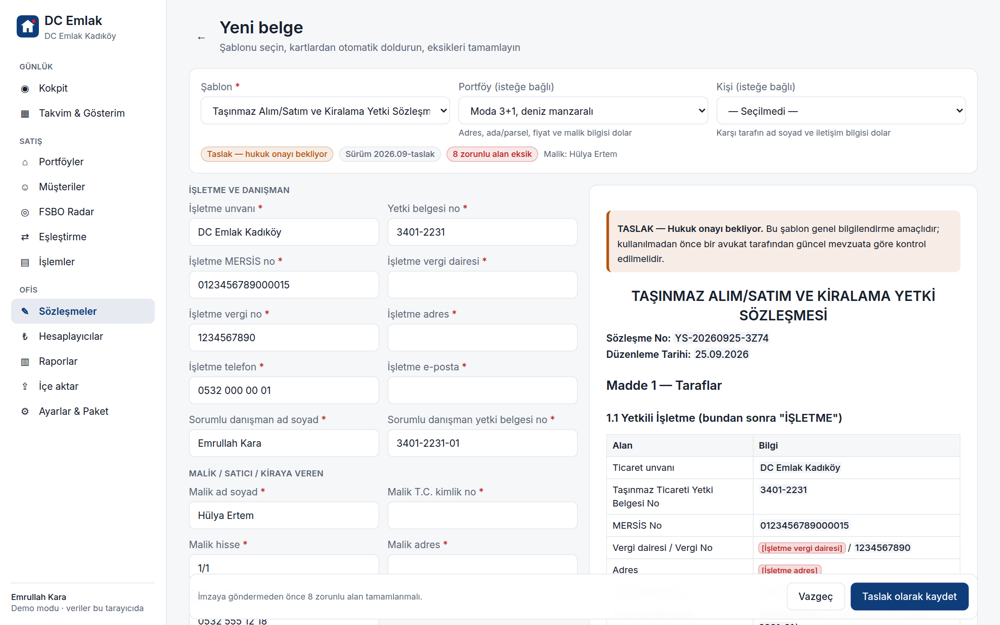 DC Emlak
DC Emlak Kadıköy
GÜNLÜK
Kokpit
Takvim & Gösterim
SATIŞ
Portföyler
Müşteriler
FSBO Radar
Eşleştirme
İşlemler
OFİS
Sözleşmeler
Hesaplayıcılar
Raporlar
İçe aktar
Ayarlar & Paket
Emrullah Kara
Demo modu · veriler bu tarayıcıda
← Yeni belge
Şablonu seçin, kartlardan otomatik doldurun, eksikleri tamamlayın
Şablon *
Taşınmaz Alım/Satım ve Kiralama Yetki Sözleşm
Portföy (isteğe bağlı)
Moda 3+1, deniz manzaralı
Adres, ada/parsel, fiyat ve malik bilgisi dolar
Kişi (isteğe bağlı)
— Seçilmedi —
Karşı tarafın ad soyad ve iletişim bilgisi dolar
Taslak — hukuk onayı bekliyor Sürüm 2026.09-taslak 8 zorunlu alan eksik Malik: Hülya Ertem
İŞLETME VE DANIŞMAN
İşletme unvanı * Yetki belgesi no *
DC Emlak Kadıköy 3401-2231
İşletme MERSİS no * İşletme vergi dairesi *
0123456789000015
İşletme vergi no * İşletme adres *
1234567890
İşletme telefon * İşletme e-posta *
0532 000 00 01
Sorumlu danışman ad soyad * Sorumlu danışman yetki belgesi no *
Emrullah Kara 3401-2231-01
MALİK / SATICI / KİRAYA VEREN
Malik ad soyad * Malik T.C. kimlik no *
Hülya Ertem
Malik hisse * Malik adres *
1/1
0532 555 12 18
TASLAK — Hukuk onayı bekliyor. Bu şablon genel bilgilendirme amaçlıdır;
kullanılmadan önce bir avukat tarafından güncel mevzuata göre kontrol
edilmelidir.
TAŞINMAZ ALIM/SATIM VE KİRALAMA YETKİ
SÖZLEŞMESİ
Sözleşme No: YS-20260925-3Z74
Düzenleme Tarihi: 25.09.2026
Madde 1 — Taraflar
1.1 Yetkili İşletme (bundan sonra "İŞLETME")
Alan Bilgi
Ticaret unvanı DC Emlak Kadıköy
Taşınmaz Ticareti Yetki
Belgesi No 3401-2231
MERSİS No 0123456789000015
Vergi dairesi / Vergi No [İşletme vergi dairesi] / 1234567890
Adres [İşletme adres]
İmzaya göndermeden önce 8 zorunlu alan tamamlanmalı.
Vazgeç
Taslak olarak kaydet